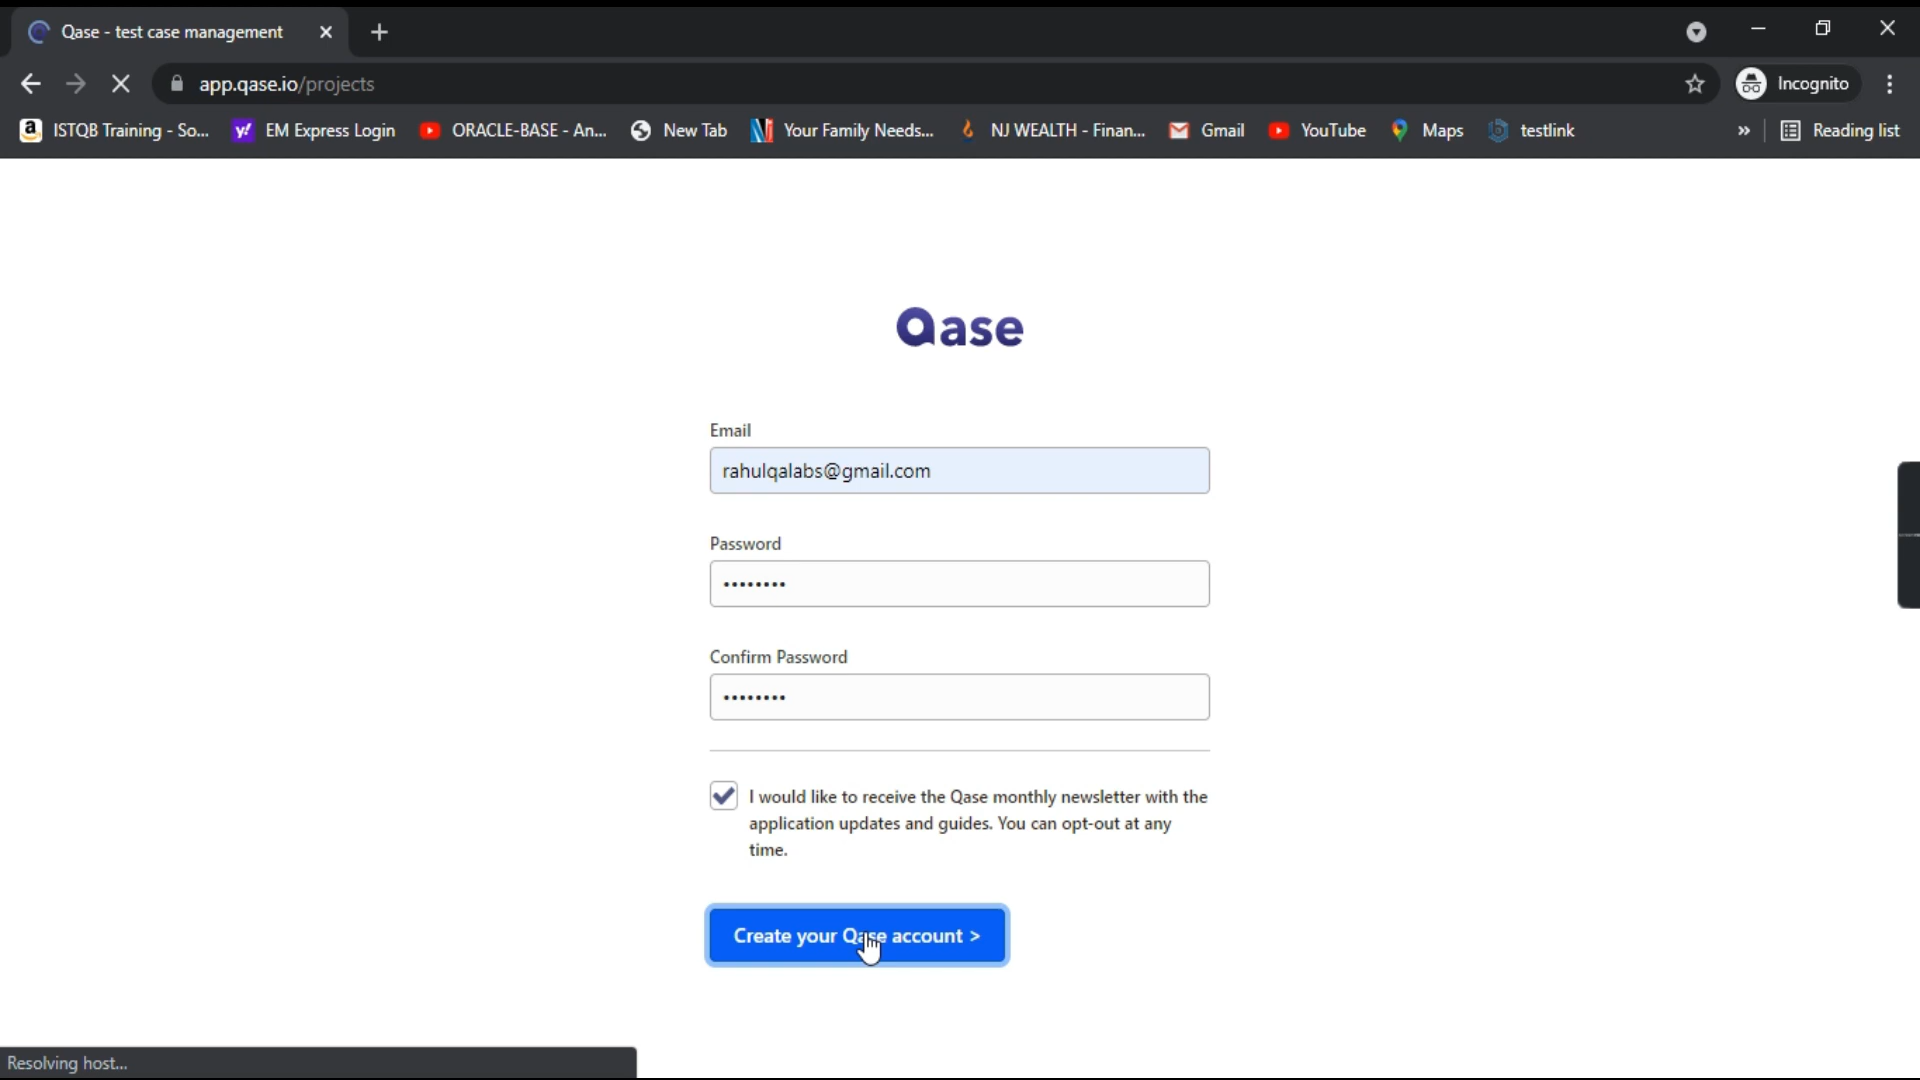 Qase - test case management
app.qase.io/projects
Incognito
ISTQB Training - So... EM Express Login ORACLE-BASE - An... New Tab Your Family Needs... NJ WEALTH - Finan... Gmail YouTube Maps testlink » Reading list
Qase
Email
rahulqalabs@gmail.com
Password
••••••••
Confirm Password
••••••••
I would like to receive the Qase monthly newsletter with the
application updates and guides. You can opt-out at any
time.
Create your Qase account >
Resolving host...